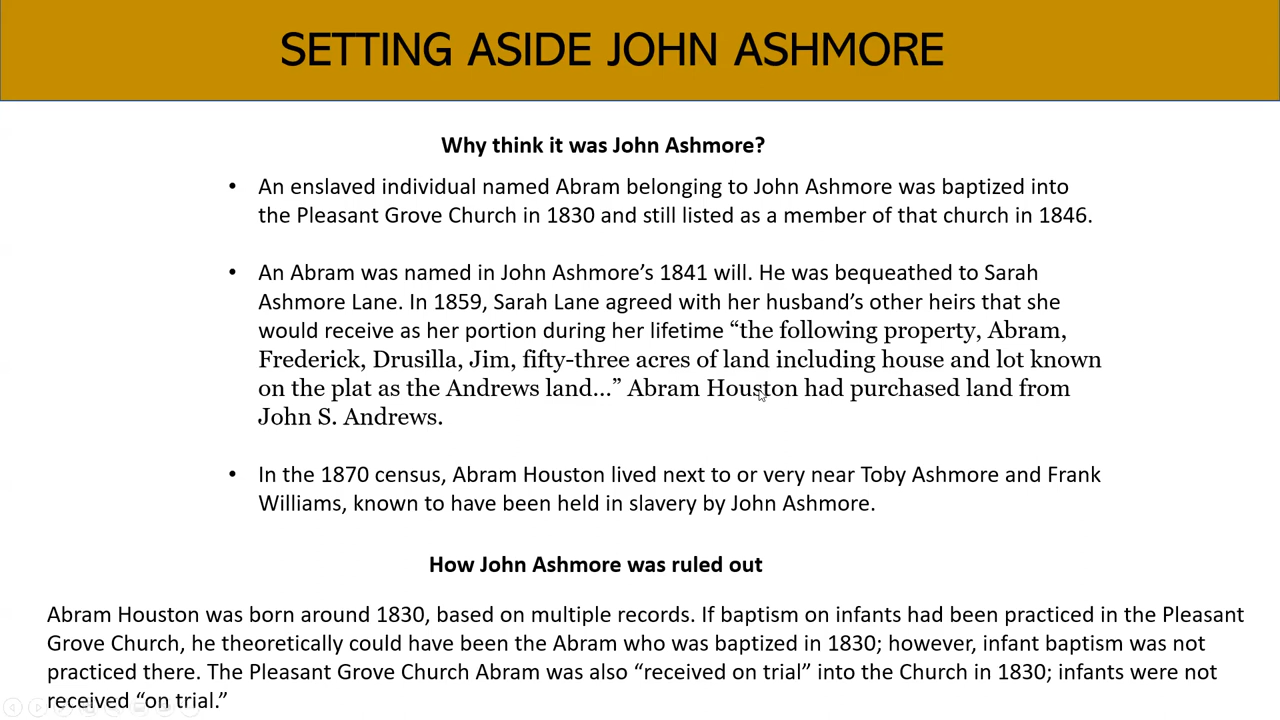 SETTING ASIDE JOHN ASHMORE
Why think it was John Ashmore?
• An enslaved individual named Abram belonging to John Ashmore was baptized into
the Pleasant Grove Church in 1830 and still listed as a member of that church in 1846.
• An Abram was named in John Ashmore’s 1841 will. He was bequeathed to Sarah
Ashmore Lane. In 1859, Sarah Lane agreed with her husband’s other heirs that she
would receive as her portion during her lifetime “the following property, Abram,
Frederick, Drusilla, Jim, fifty-three acres of land including house and lot known
on the plat as the Andrews land…” Abram Houston had purchased land from
John S. Andrews.
• In the 1870 census, Abram Houston lived next to or very near Toby Ashmore and Frank
Williams, known to have been held in slavery by John Ashmore.
How John Ashmore was ruled out
Abram Houston was born around 1830, based on multiple records. If baptism on infants had been practiced in the Pleasant
Grove Church, he theoretically could have been the Abram who was baptized in 1830; however, infant baptism was not
practiced there. The Pleasant Grove Church Abram was also “received on trial” into the Church in 1830; infants were not
received “on trial.”